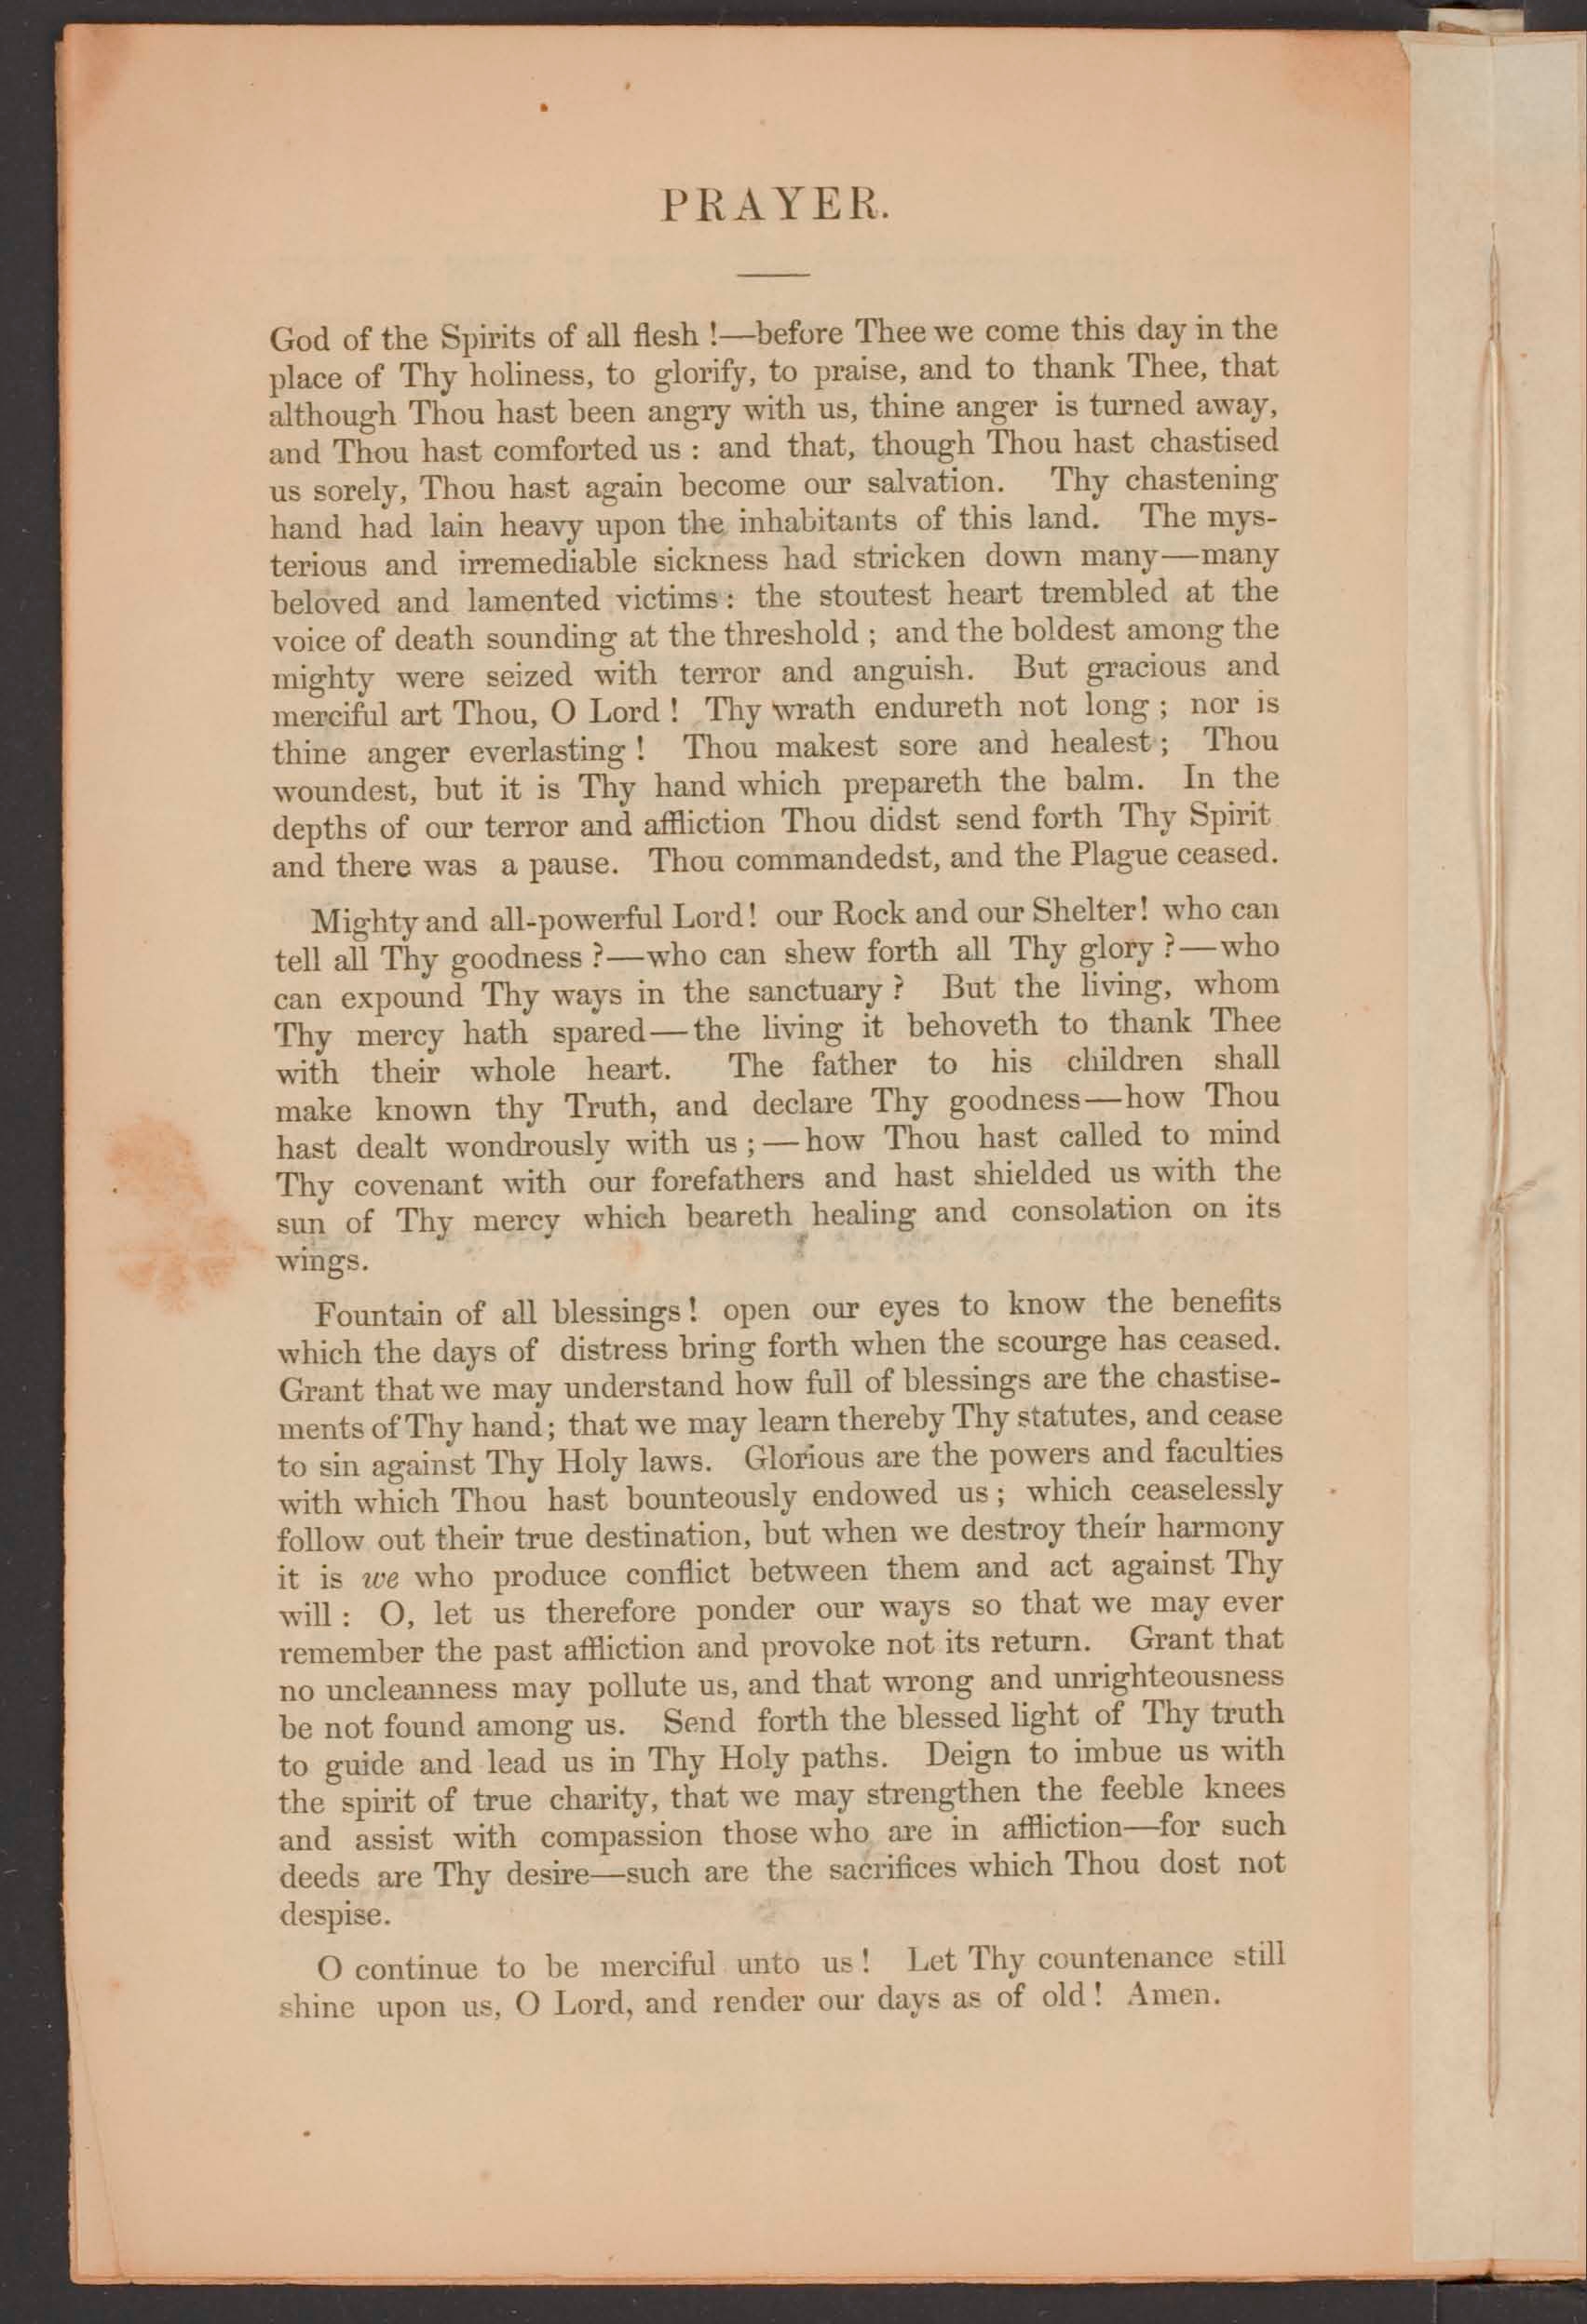 PRAYER.
God of the Spirits of all flesh !—before Thee we come this day in the
place of Thy holiness, to glorify, to praise, and to thank Thee, that
although Thou hast been angry with us, thine anger is turned away,
and Thou hast comforted us : and that, though Thou hast chastised
us sorely, Thou hast again become our salvation. Thy chastening
hand had lain heavy upon the inhabitants of this land. The mys-
terious and irremediable sickness had stricken down many—many
beloved and lamented victims : the stoutest heart trembled at the
voice of death sounding at the threshold ; and the boldest among the
mighty were seized with terror and anguish. But gracious and
merciful art Thou, O Lord ! Thy wrath endureth not long ; nor is
thine anger everlasting ! Thou makest sore and healest ; Thou
woundest, but it is Thy hand which prepareth the balm. In the
depths of our terror and affliction Thou didst send forth Thy Spirit
and there was a pause. Thou commandedst, and the Plague ceased.
Mighty and all-powerful Lord! our Rock and our Shelter! who can
tell all Thy goodness ?—who can shew forth all Thy glory ?—who
can expound Thy ways in the sanctuary ? But the living, whom
Thy mercy hath spared—the living it behoveth to thank Thee
with their whole heart. The father to his children shall
make known thy Truth, and declare Thy goodness—how Thou
hast dealt wondrously with us ;—how Thou hast called to mind
Thy covenant with our forefathers and hast shielded us with the
sun of Thy mercy which beareth healing and consolation on its
wings.
Fountain of all blessings! open our eyes to know the benefits
which the days of distress bring forth when the scourge has ceased.
Grant that we may understand how full of blessings are the chastise-
ments of Thy hand; that we may learn thereby Thy statutes, and cease
to sin against Thy Holy laws. Glorious are the powers and faculties
with which Thou hast bounteously endowed us ; which ceaselessly
follow out their true destination, but when we destroy their harmony
it is we who produce conflict between them and act against Thy
will : O, let us therefore ponder our ways so that we may ever
remember the past affliction and provoke not its return. Grant that
no uncleanness may pollute us, and that wrong and unrighteousness
be not found among us. Send forth the blessed light of Thy truth
to guide and lead us in Thy Holy paths. Deign to imbue us with
the spirit of true charity, that we may strengthen the feeble knees
and assist with compassion those who are in affliction—for such
deeds are Thy desire—such are the sacrifices which Thou dost not
despise.
O continue to be merciful unto us ! Let Thy countenance still
shine upon us, O Lord, and render our days as of old ! Amen.